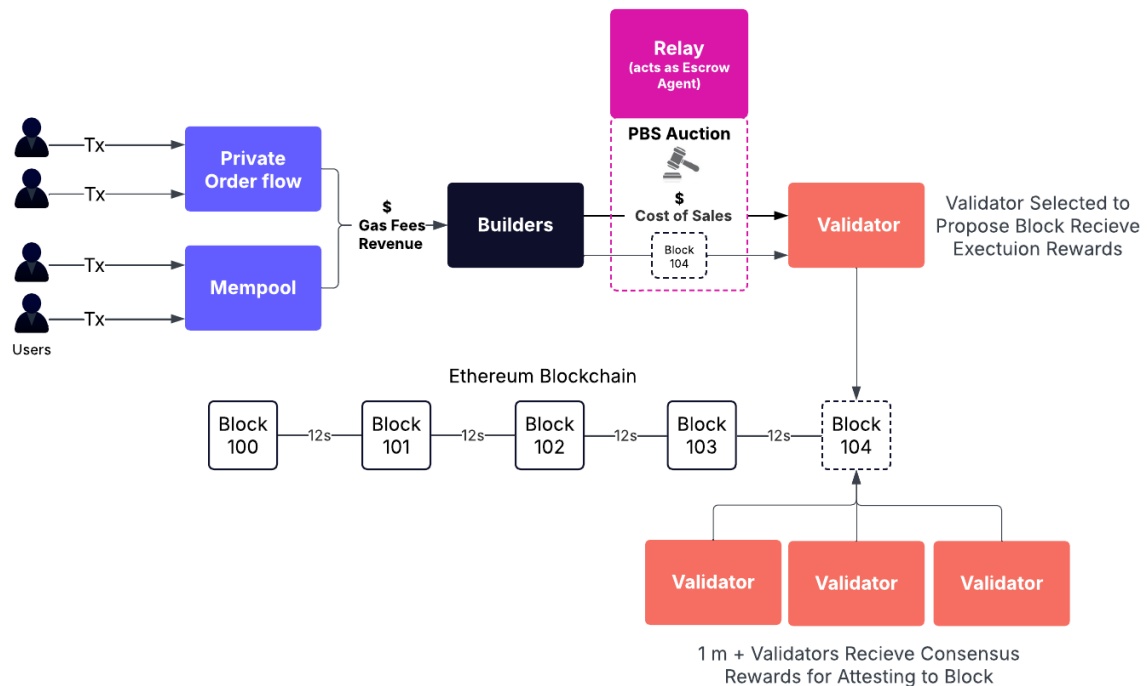 Relay
(acts as Escrow
Agent)
PBS Auction
$
Cost of Sales
Block
104
Tx
Tx
Tx
Tx
Users
Private
Order flow
Mempool
$
Gas Fees
Revenue
Builders
Validator
Validator Selected to
Propose Block Recieve
Exectuion Rewards
Ethereum Blockchain
Block
100
12s
Block
101
12s
Block
102
12s
Block
103
12s
Block
104
Validator
Validator
Validator
1 m + Validators Recieve Consensus
Rewards for Attesting to Block